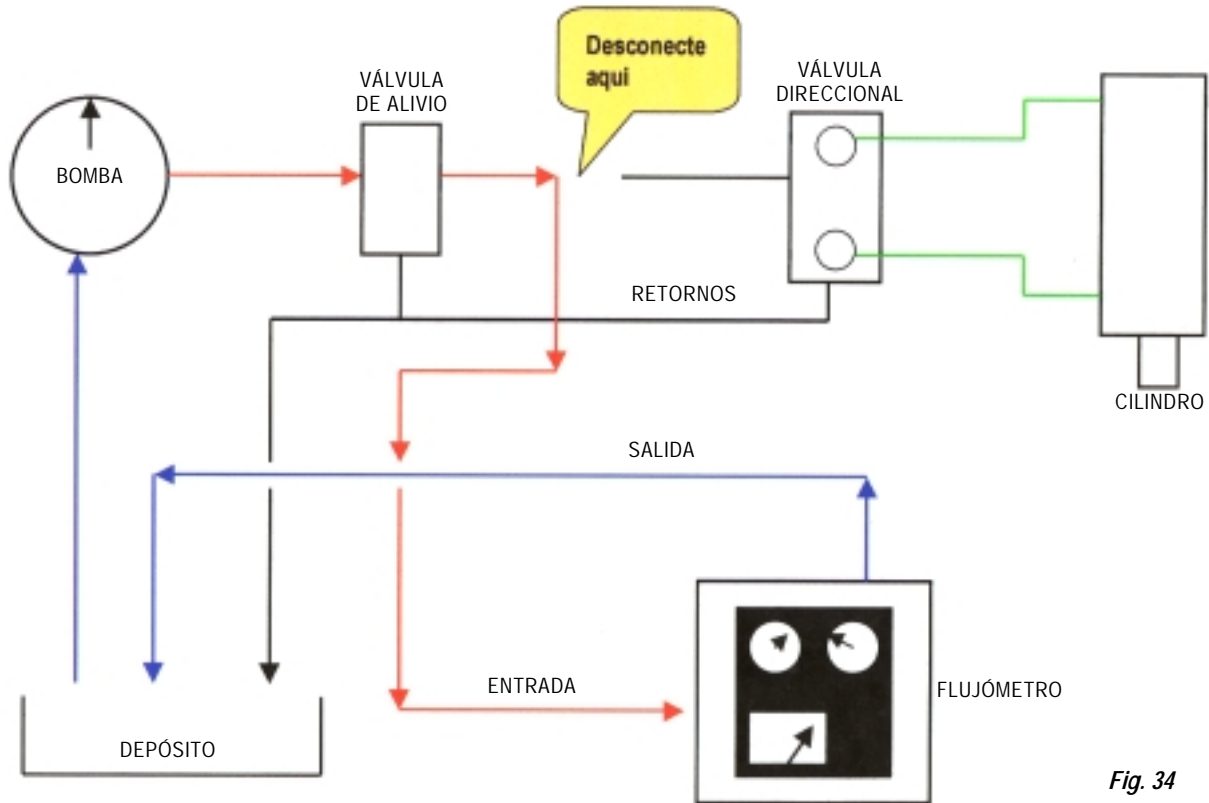 Desconecte
aqui
VÁLVULA
DE ALIVIO
VÁLVULA
DIRECCIONAL
BOMBA
RETORNOS
CILINDRO
SALIDA
ENTRADA
FLUJÓMETRO
DEPÓSITO
Fig. 34